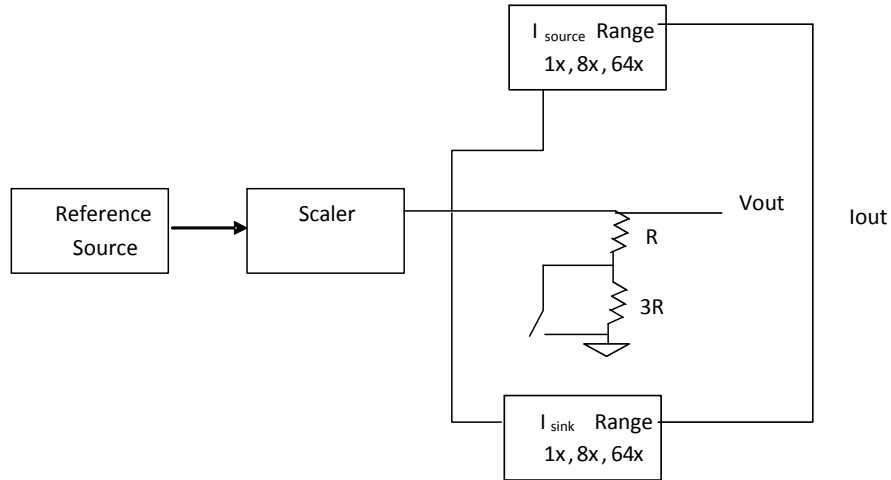 I source Range
1x, 8x, 64x
Reference
Source
Scaler
Vout
Iout
R
3R
I sink Range
1x, 8x, 64x